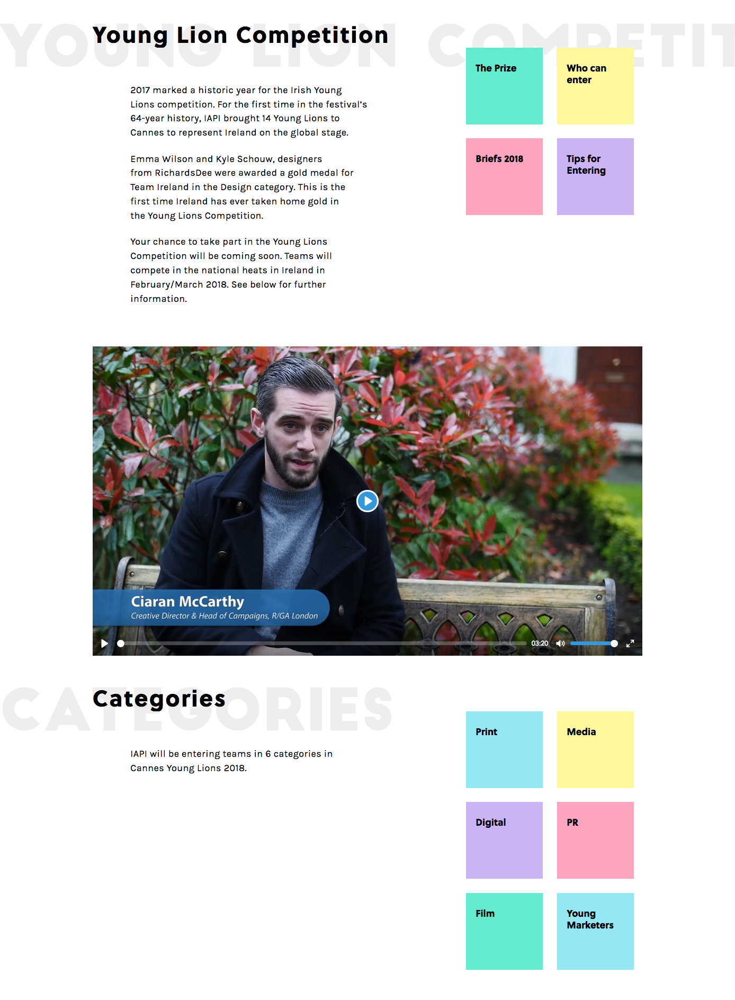 YOUNG LION COMPETIT
Young Lion Competition
2017 marked a historic year for the Irish Young
Lions competition. For the first time in the festival’s
64-year history, IAPI brought 14 Young Lions to
Cannes to represent Ireland on the global stage.
Emma Wilson and Kyle Schouw, designers
from RichardsDee were awarded a gold medal for
Team Ireland in the Design category. This is the
first time Ireland has ever taken home gold in
the Young Lions Competition.
Your chance to take part in the Young Lions
Competition will be coming soon. Teams will
compete in the national heats in Ireland in
February/March 2018. See below for further
information.
The Prize
Who can
enter
Briefs 2018
Tips for
Entering
Ciaran McCarthy
Creative Director & Head of Campaigns, R/GA London
03:20
CATEGORIES
Categories
IAPI will be entering teams in 6 categories in
Cannes Young Lions 2018.
Print
Media
Digital
PR
Film
Young
Marketers